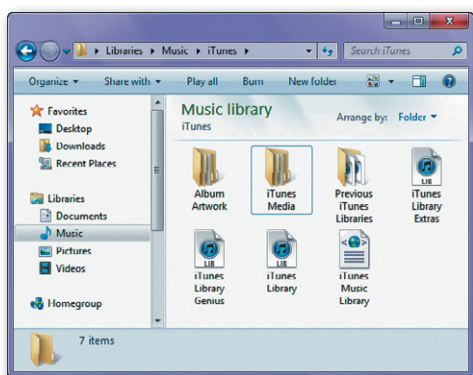 Libraries Music iTunes
Search iTunes
Organize Share with Play all Burn New folder
Favorites
Desktop
Downloads
Recent Places
Libraries
Documents
Music
Pictures
Videos
Homegroup
Music library
iTunes
Arrange by: Folder
Album
Artwork
iTunes
Media
Previous
iTunes
Libraries
LIB
iTunes
Library
Extras
LIB
iTunes
Library
Genius
LIB
iTunes
Library
iTunes
Music
Library
7 items